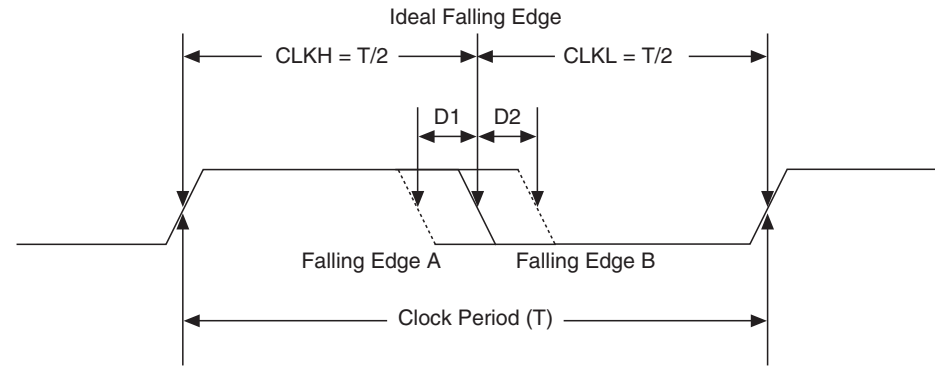 Ideal Falling Edge
CLKH = T/2 CLKL = T/2
D1 D2
Falling Edge A Falling Edge B
Clock Period (T)